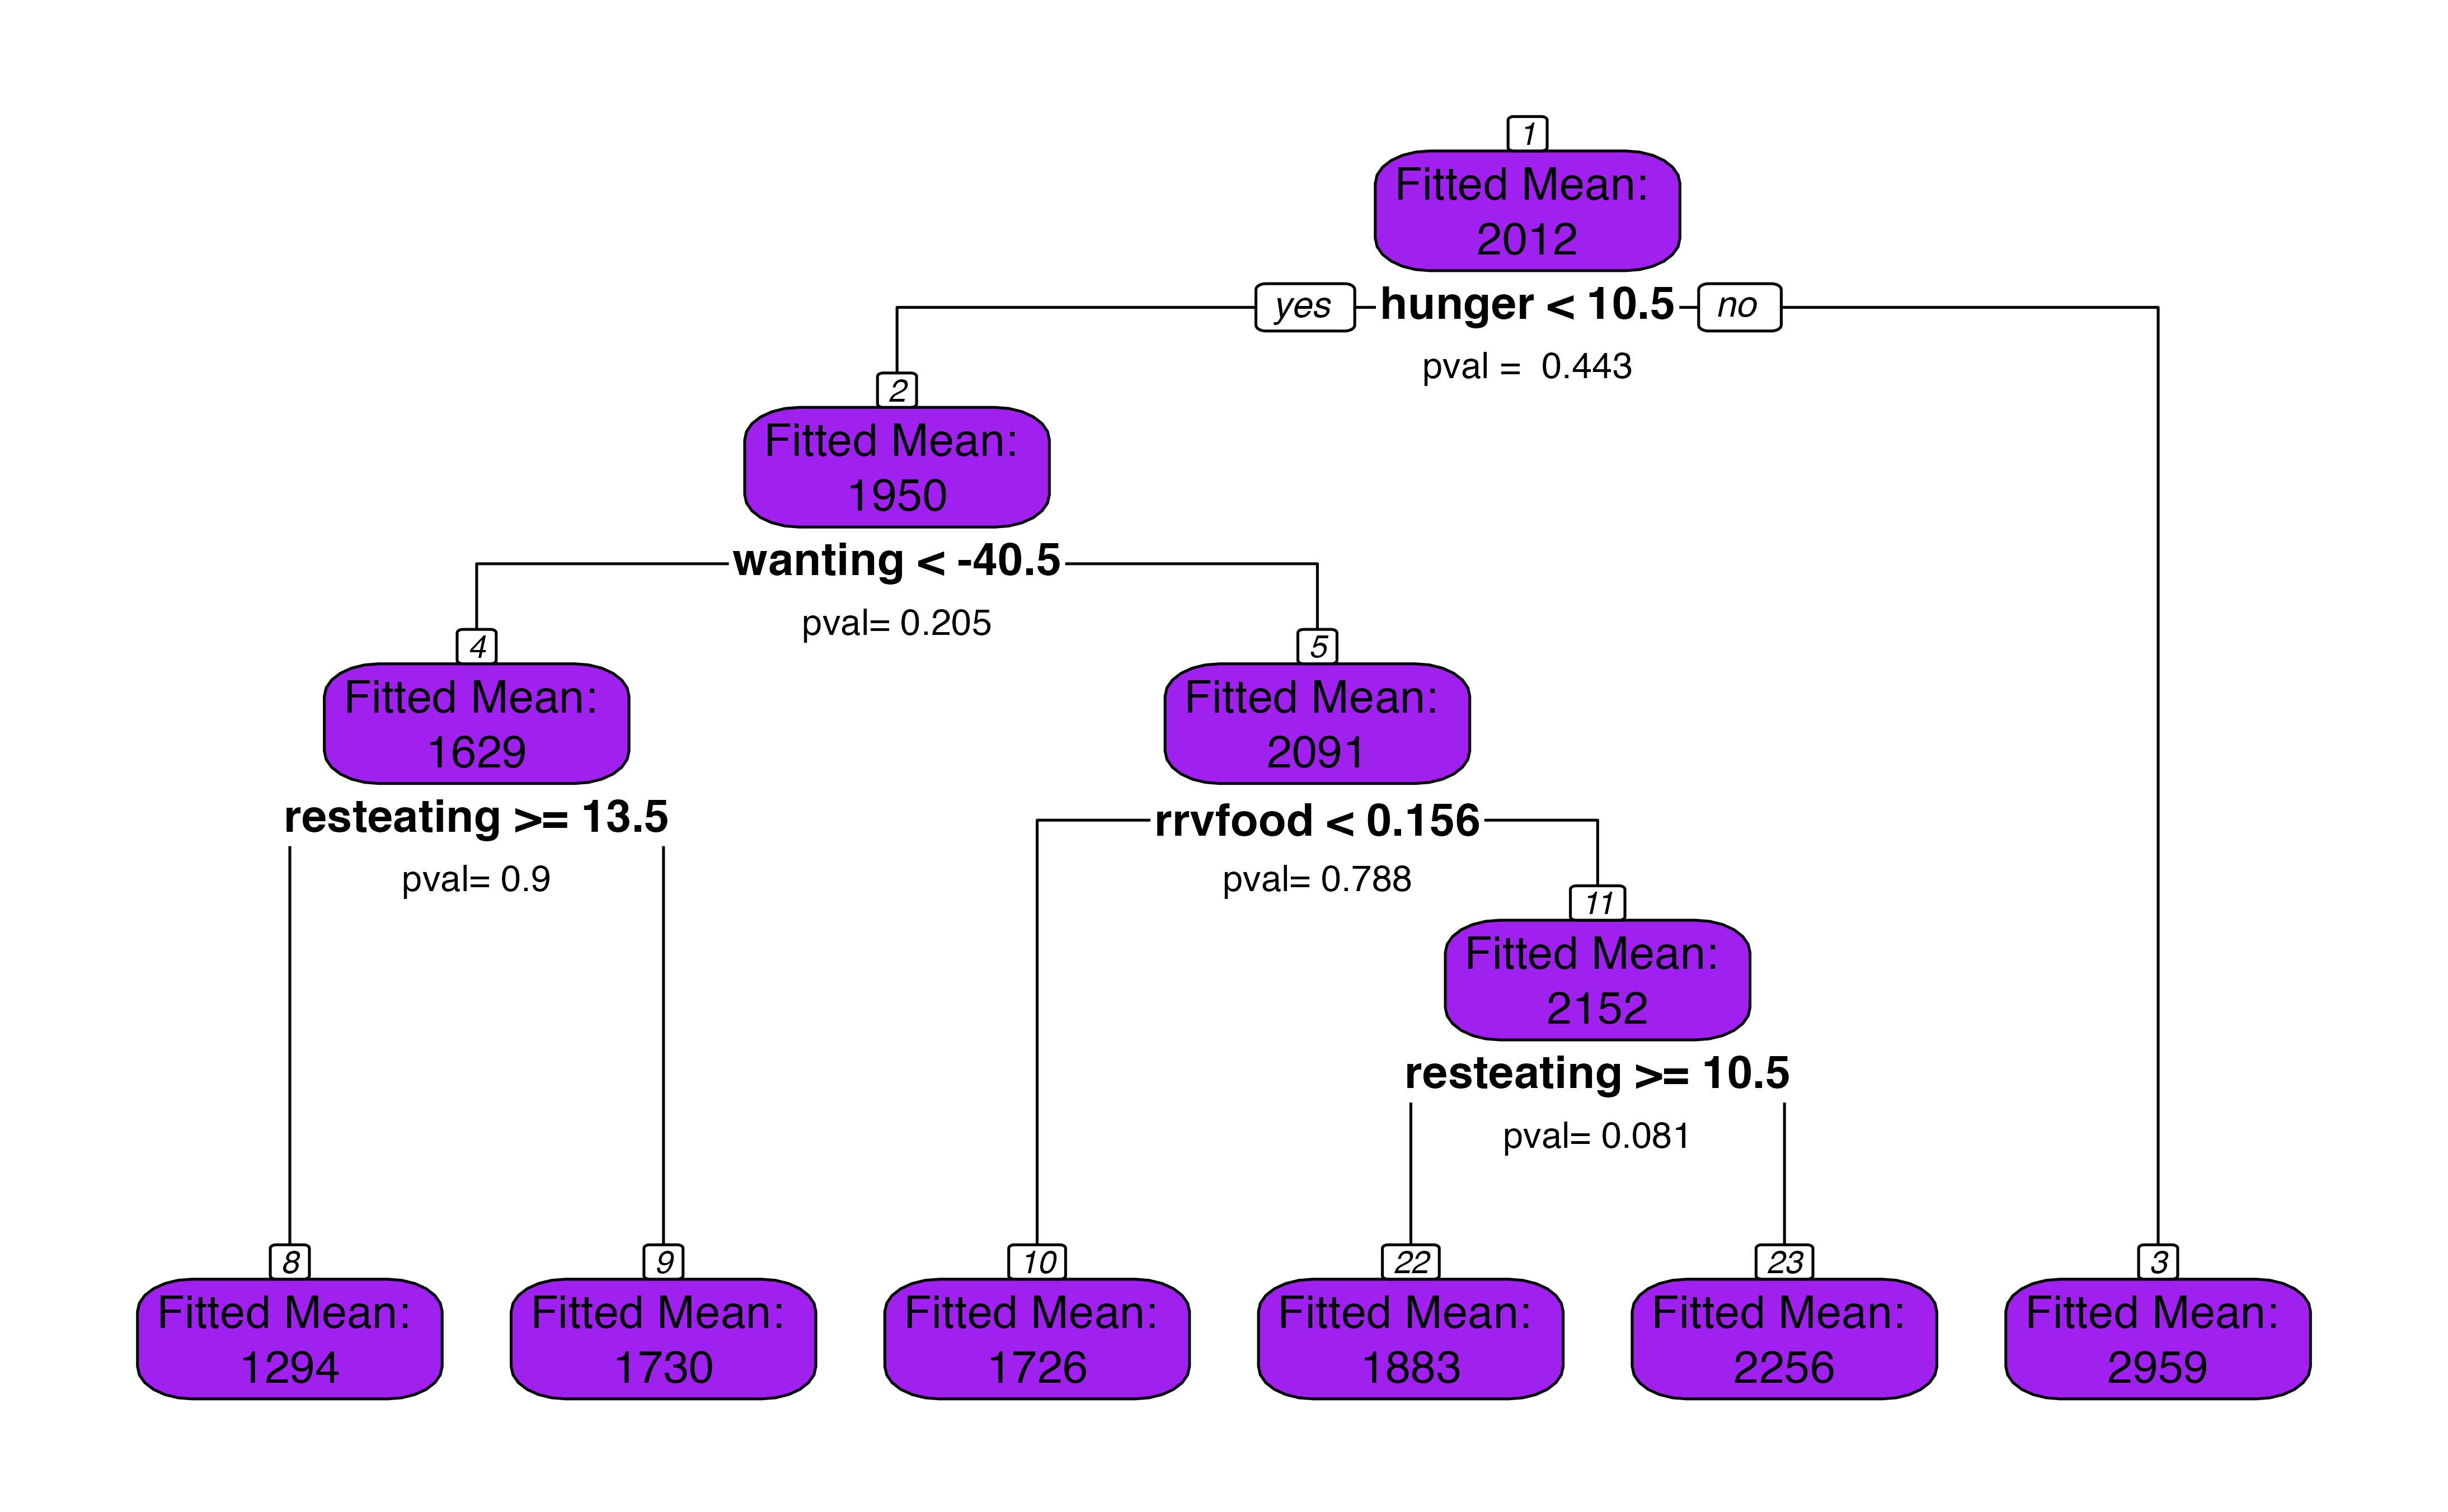 1
Fitted Mean:
2012
yes hunger < 10.5 no
pval = 0.443
2
Fitted Mean:
1950
wanting < -40.5
pval= 0.205
4
Fitted Mean:
1629
resteating >= 13.5
pval= 0.9
5
Fitted Mean:
2091
rrvfood < 0.156
pval= 0.788
11
Fitted Mean:
2152
resteating >= 10.5
pval= 0.081
8
Fitted Mean:
1294
9
Fitted Mean:
1730
10
Fitted Mean:
1726
22
Fitted Mean:
1883
23
Fitted Mean:
2256
3
Fitted Mean:
2959